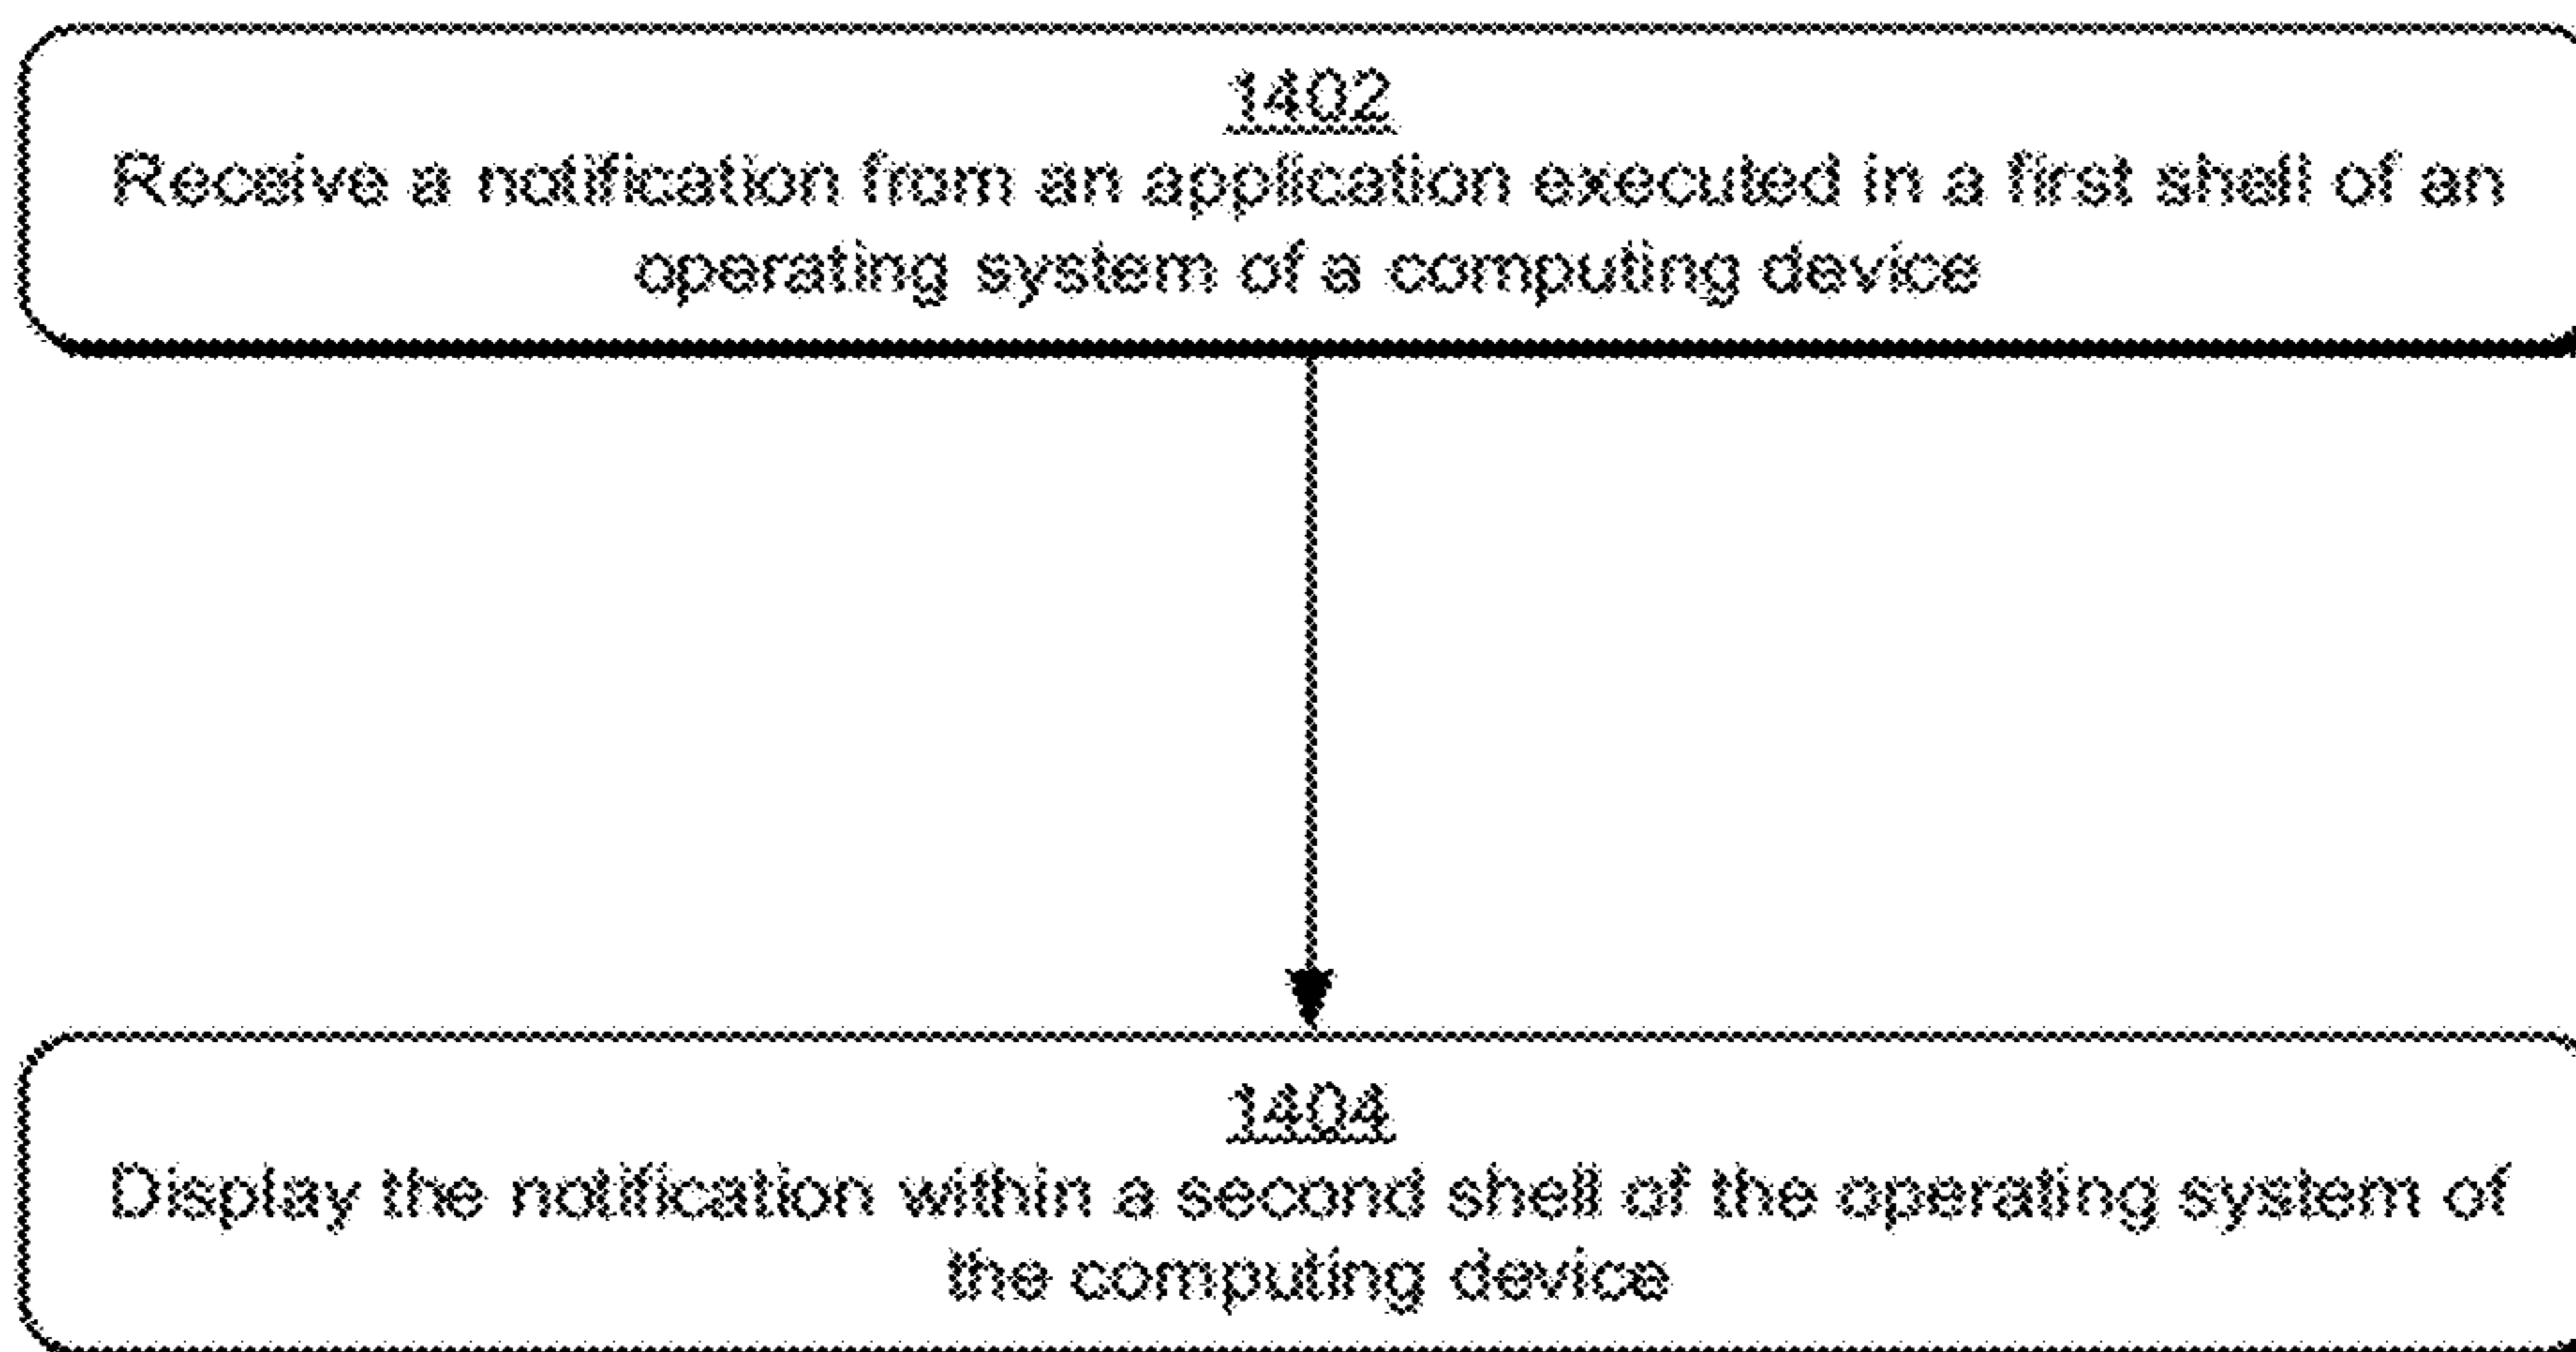 1402
Receive a notification from an application executed in a first shell of an
operating system of a computing device
1404
Display the notification within a second shell of the operating system of
the computing device